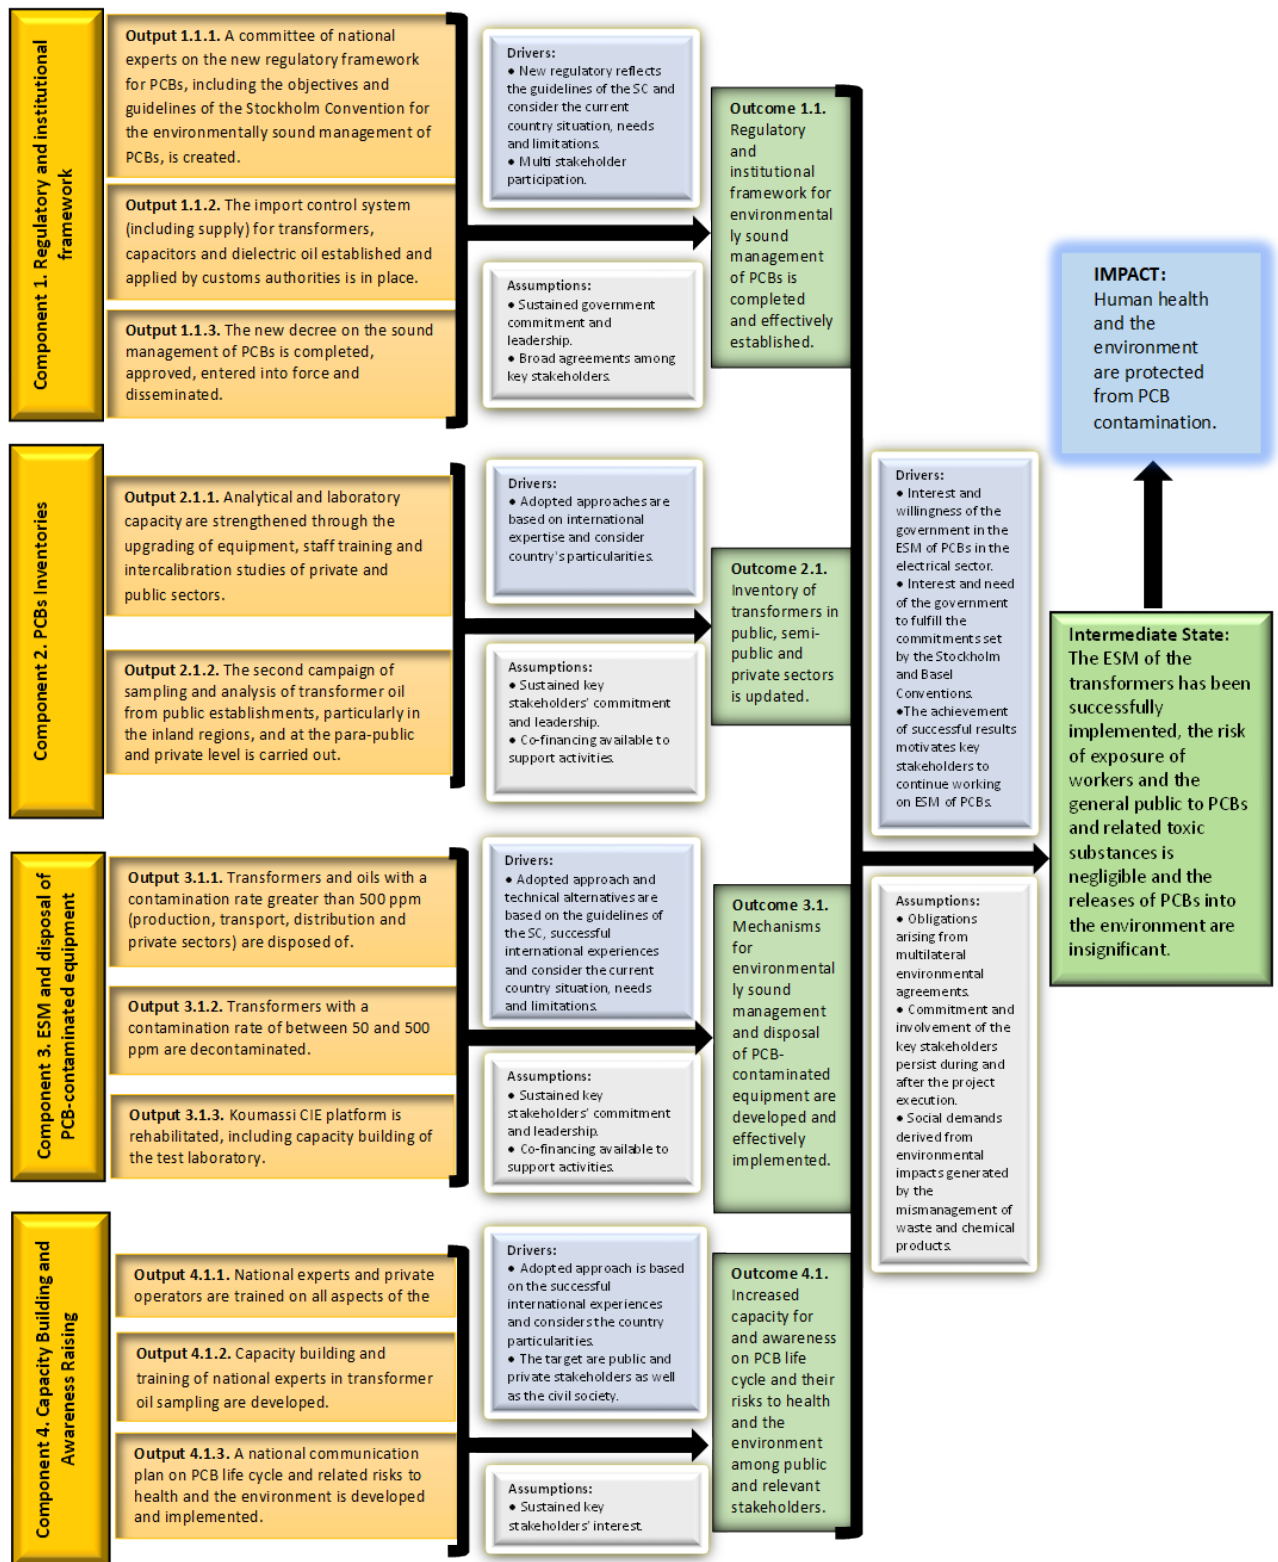 Component 1. Regulatory and institutional
framework
Output 1.1.1. A committee of national
experts on the new regulatory framework
for PCBs, including the objectives and
guidelines of the Stockholm Convention for
the environmentally sound management of
PCBs, is created.
Output 1.1.2. The import control system
(including supply) for transformers,
capacitors and dielectric oil established and
applied by customs authorities is in place.
Output 1.1.3. The new decree on the sound
management of PCBs is completed,
approved, entered into force and
disseminated.
Drivers:
● New regulatory reflects
the guidelines of the SC and
consider the current
country situation, needs
and limitations.
● Multi stakeholder
participation.
Assumptions:
● Sustained government
commitment and
leadership.
● Broad agreements among
key stakeholders.
Outcome 1.1.
Regulatory
and
institutional
framework for
environmental
ly sound
management
of PCBs is
completed
and effectively
established.
Component 2. PCBs Inventories
Output 2.1.1. Analytical and laboratory
capacity are strengthened through the
upgrading of equipment, staff training and
intercalibration studies of private and
public sectors.
Output 2.1.2. The second campaign of
sampling and analysis of transformer oil
from public establishments, particularly in
the inland regions, and at the para-public
and private level is carried out.
Drivers:
● Adopted approaches are
based on international
expertise and consider
country's particularities.
Assumptions:
● Sustained key
stakeholders' commitment
and leadership.
● Co-financing available to
support activities.
Outcome 2.1.
Inventory of
transformers in
public, semi-
public and
private sectors
is updated.
Component 3. ESM and disposal of
PCB-contaminated equipment
Output 3.1.1. Transformers and oils with a
contamination rate greater than 500 ppm
(production, transport, distribution and
private sectors) are disposed of.
Output 3.1.2. Transformers with a
contamination rate of between 50 and 500
ppm are decontaminated.
Output 3.1.3. Koumassi CIE platform is
rehabilitated, including capacity building of
the test laboratory.
Drivers:
● Adopted approach and
technical alternatives are
based on the guidelines of
the SC, successful
international experiences
and consider the current
country situation, needs
and limitations.
Assumptions:
● Sustained key
stakeholders' commitment
and leadership.
● Co-financing available to
support activities.
Outcome 3.1.
Mechanisms
for
environmental
ly sound
management
and disposal
of PCB-
contaminated
equipment are
developed and
effectively
implemented.
Component 4. Capacity Building and
Awareness Raising
Output 4.1.1. National experts and private
operators are trained on all aspects of the
Output 4.1.2. Capacity building and
training of national experts in transformer
oil sampling are developed.
Output 4.1.3. A national communication
plan on PCB life cycle and related risks to
health and the environment is developed
and implemented.
Drivers:
● Adopted approach is based
on the successful
international experiences
and considers the country
particularities.
● The target are public and
private stakeholders as well
as the civil society.
Assumptions:
● Sustained key
stakeholders' interest.
Outcome 4.1.
Increased
capacity for
and awareness
on PCB life
cycle and their
risks to health
and the
environment
among public
and relevant
stakeholders.
Drivers:
● Interest and
willingness of the
government in the
ESM of PCBs in the
electrical sector.
● Interest and need
of the government
to fulfill the
commitments set
by the Stockholm
and Basel
Conventions.
●The achievement
of successful results
motivates key
stakeholders to
continue working
on ESM of PCBs.
Assumptions:
● Obligations
arising from
multilateral
environmental
agreements.
● Commitment and
involvement of the
key stakeholders
persist during and
after the project
execution.
● Social demands
derived from
environmental
impacts generated
by the
mismanagement of
waste and chemical
products.
IMPACT:
Human health
and the
environment
are protected
from PCB
contamination.
Intermediate State:
The ESM of the
transformers has been
successfully
implemented, the risk
of exposure of
workers and the
general public to PCBs
and related toxic
substances is
negligible and the
releases of PCBs into
the environment are
insignificant.